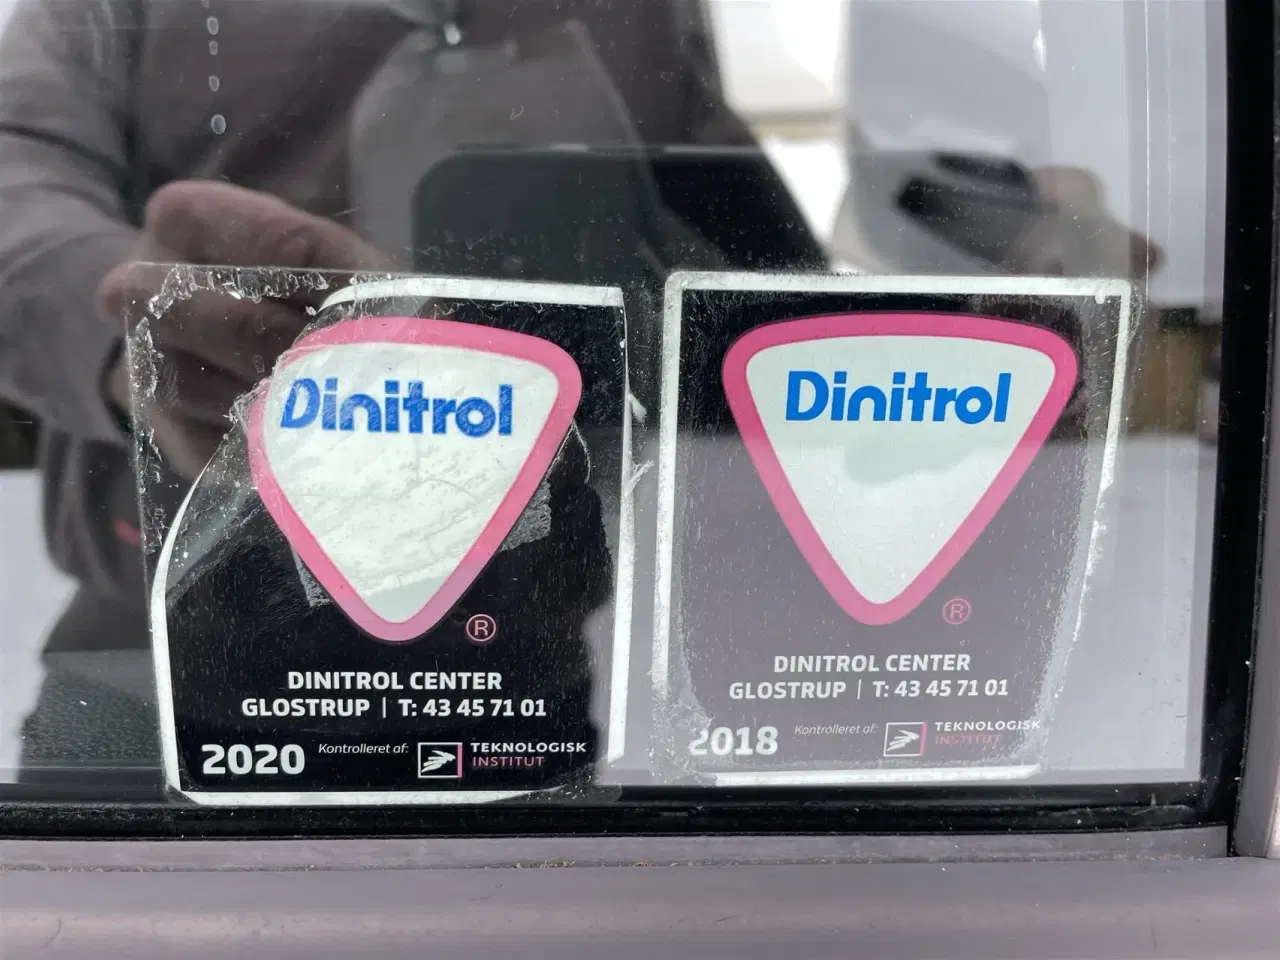 Dinitrol
®
DINITROL CENTER
GLOSTRUP | T: 43 45 71 01
2020 Kontrolleret af: TEKNOLOGISK
INSTITUT
Dinitrol
®
DINITROL CENTER
GLOSTRUP | T: 43 45 71 01
2018 Kontrolleret af: TEKNOLOGISK
INSTITUT